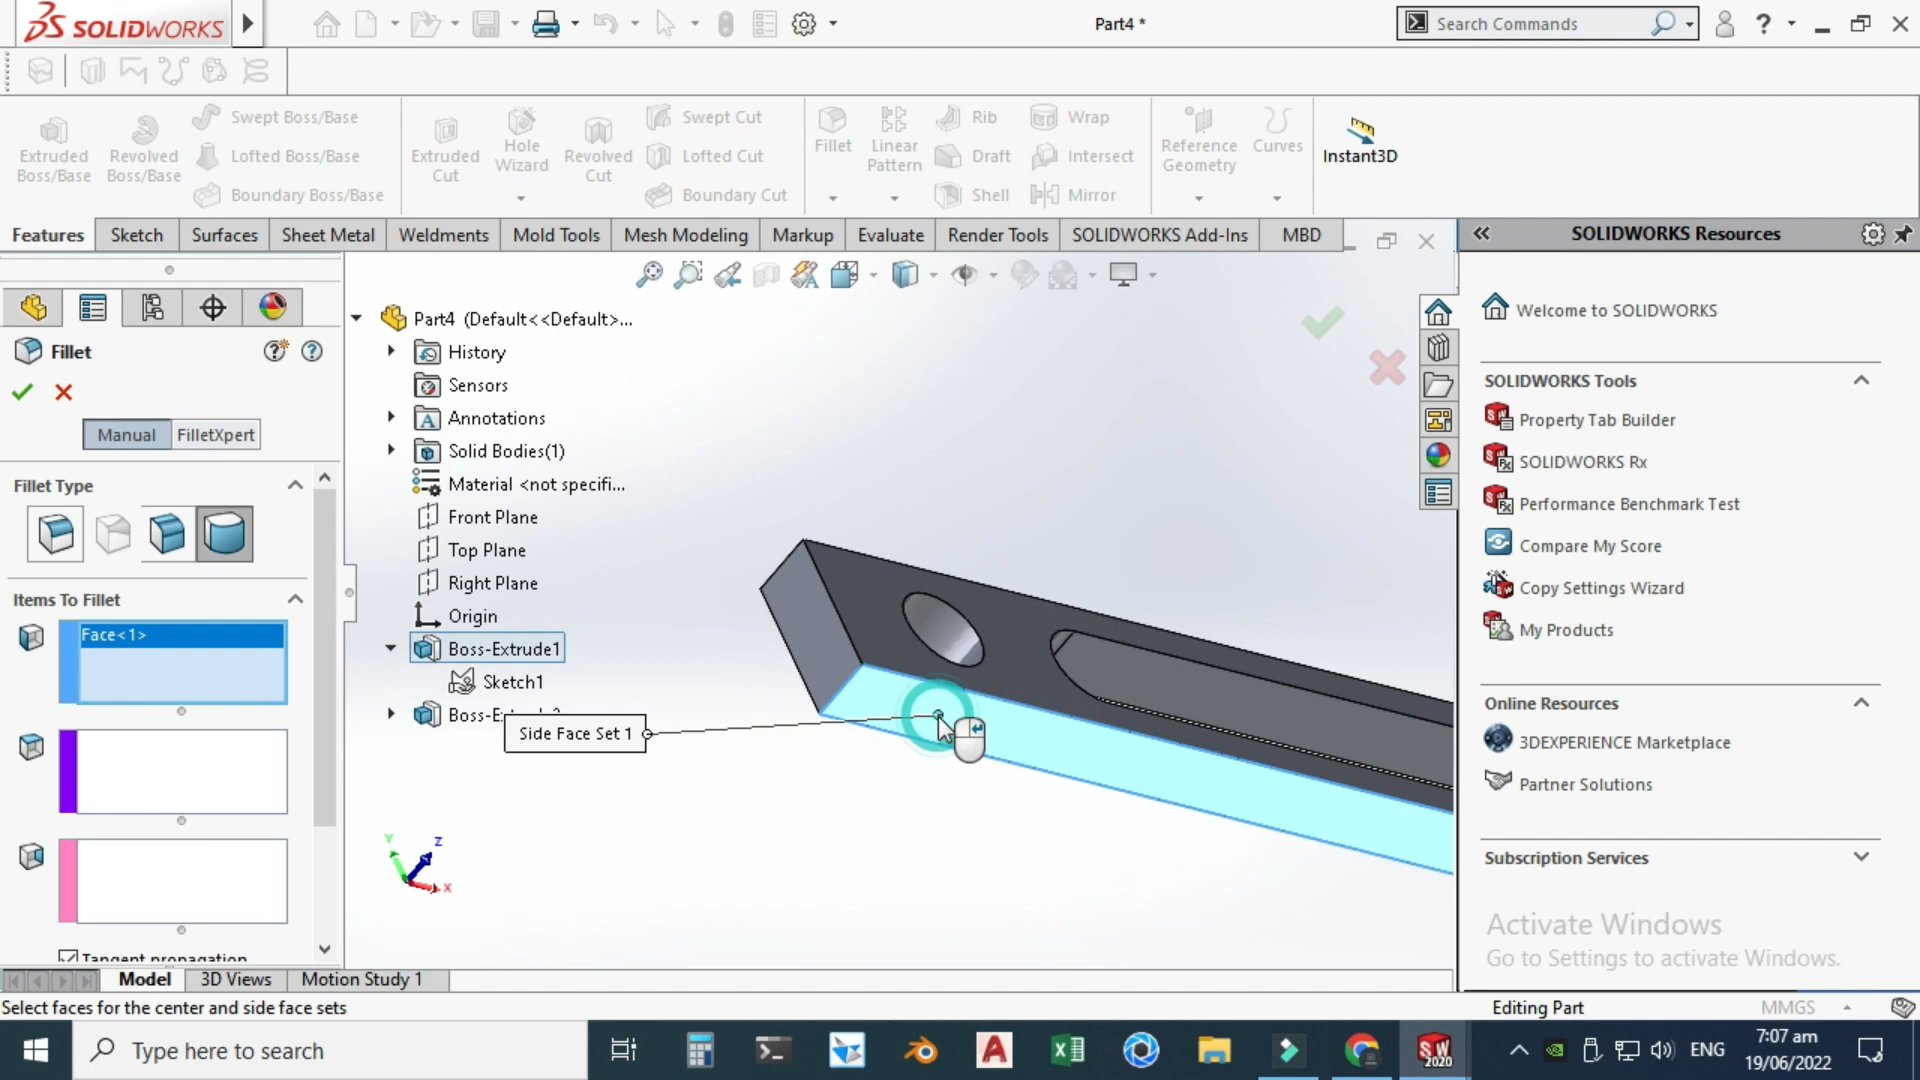 SOLIDWORKS
Part4 *
Search Commands
Extruded Boss/Base
Revolved Boss/Base
Swept Boss/Base
Lofted Boss/Base
Boundary Boss/Base
Extruded Cut
Hole Wizard
Revolved Cut
Swept Cut
Lofted Cut
Boundary Cut
Fillet
Linear Pattern
Rib
Draft
Shell
Wrap
Intersect
Mirror
Reference Geometry
Curves
Instant3D
Features
Sketch
Surfaces
Sheet Metal
Weldments
Mold Tools
Mesh Modeling
Markup
Evaluate
Render Tools
SOLIDWORKS Add-Ins
MBD
SOLIDWORKS Resources
Fillet
Manual
FilletXpert
Fillet Type
Items To Fillet
Face<1>
Tangent propagation
Part4 (Default<<Default>...
History
Sensors
Annotations
Solid Bodies(1)
Material <not specifi...
Front Plane
Top Plane
Right Plane
Origin
Boss-Extrude1
Sketch1
Side Face Set 1
Y
Z
X
Welcome to SOLIDWORKS
SOLIDWORKS Tools
Property Tab Builder
SOLIDWORKS Rx
Performance Benchmark Test
Compare My Score
Copy Settings Wizard
My Products
Online Resources
3DEXPERIENCE Marketplace
Partner Solutions
Subscription Services
Activate Windows
Go to Settings to activate Windows.
Model
3D Views
Motion Study 1
Select faces for the center and side face sets
Editing Part
MMGS
Type here to search
SW
2020
ENG
7:07 am
19/06/2022